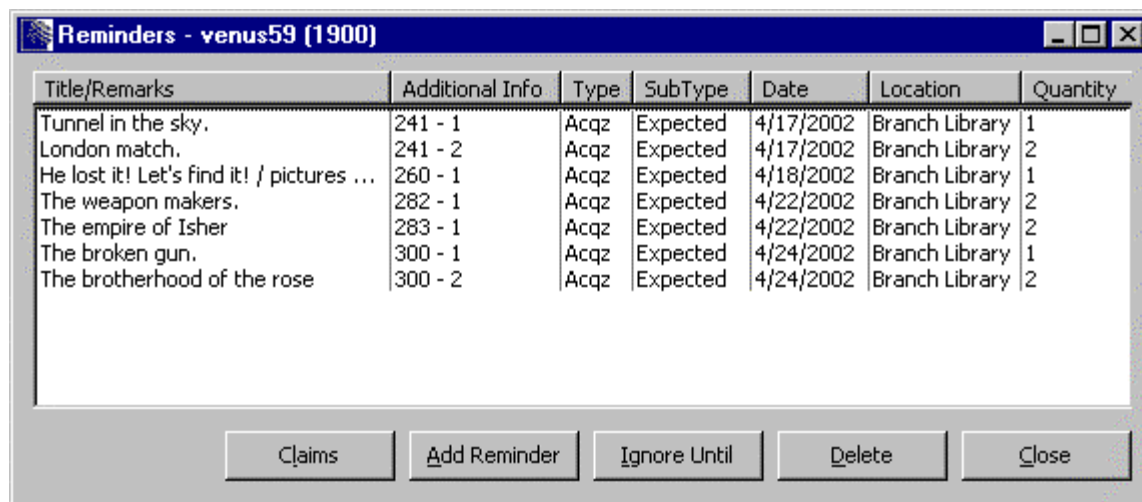 Reminders - venus59 (1900)
Title/Remarks Additional Info Type SubType Date Location Quantity
Tunnel in the sky. 241 - 1 Acqz Expected 4/17/2002 Branch Library 1
London match. 241 - 2 Acqz Expected 4/17/2002 Branch Library 2
He lost it! Let's find it! / pictures ... 260 - 1 Acqz Expected 4/18/2002 Branch Library 1
The weapon makers. 282 - 1 Acqz Expected 4/22/2002 Branch Library 2
The empire of Isher 283 - 1 Acqz Expected 4/22/2002 Branch Library 2
The broken gun. 300 - 1 Acqz Expected 4/24/2002 Branch Library 1
The brotherhood of the rose 300 - 2 Acqz Expected 4/24/2002 Branch Library 2
Claims Add Reminder Ignore Until Delete Close